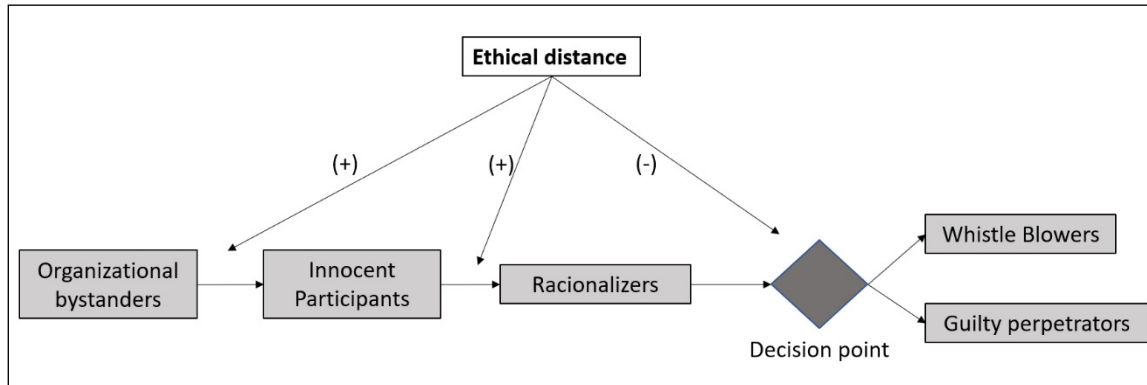 Ethical distance
(+)
(+)
(-)
Organizational
bystanders
Innocent
Participants
Racionalizers
Decision point
Whistle Blowers
Guilty perpetrators